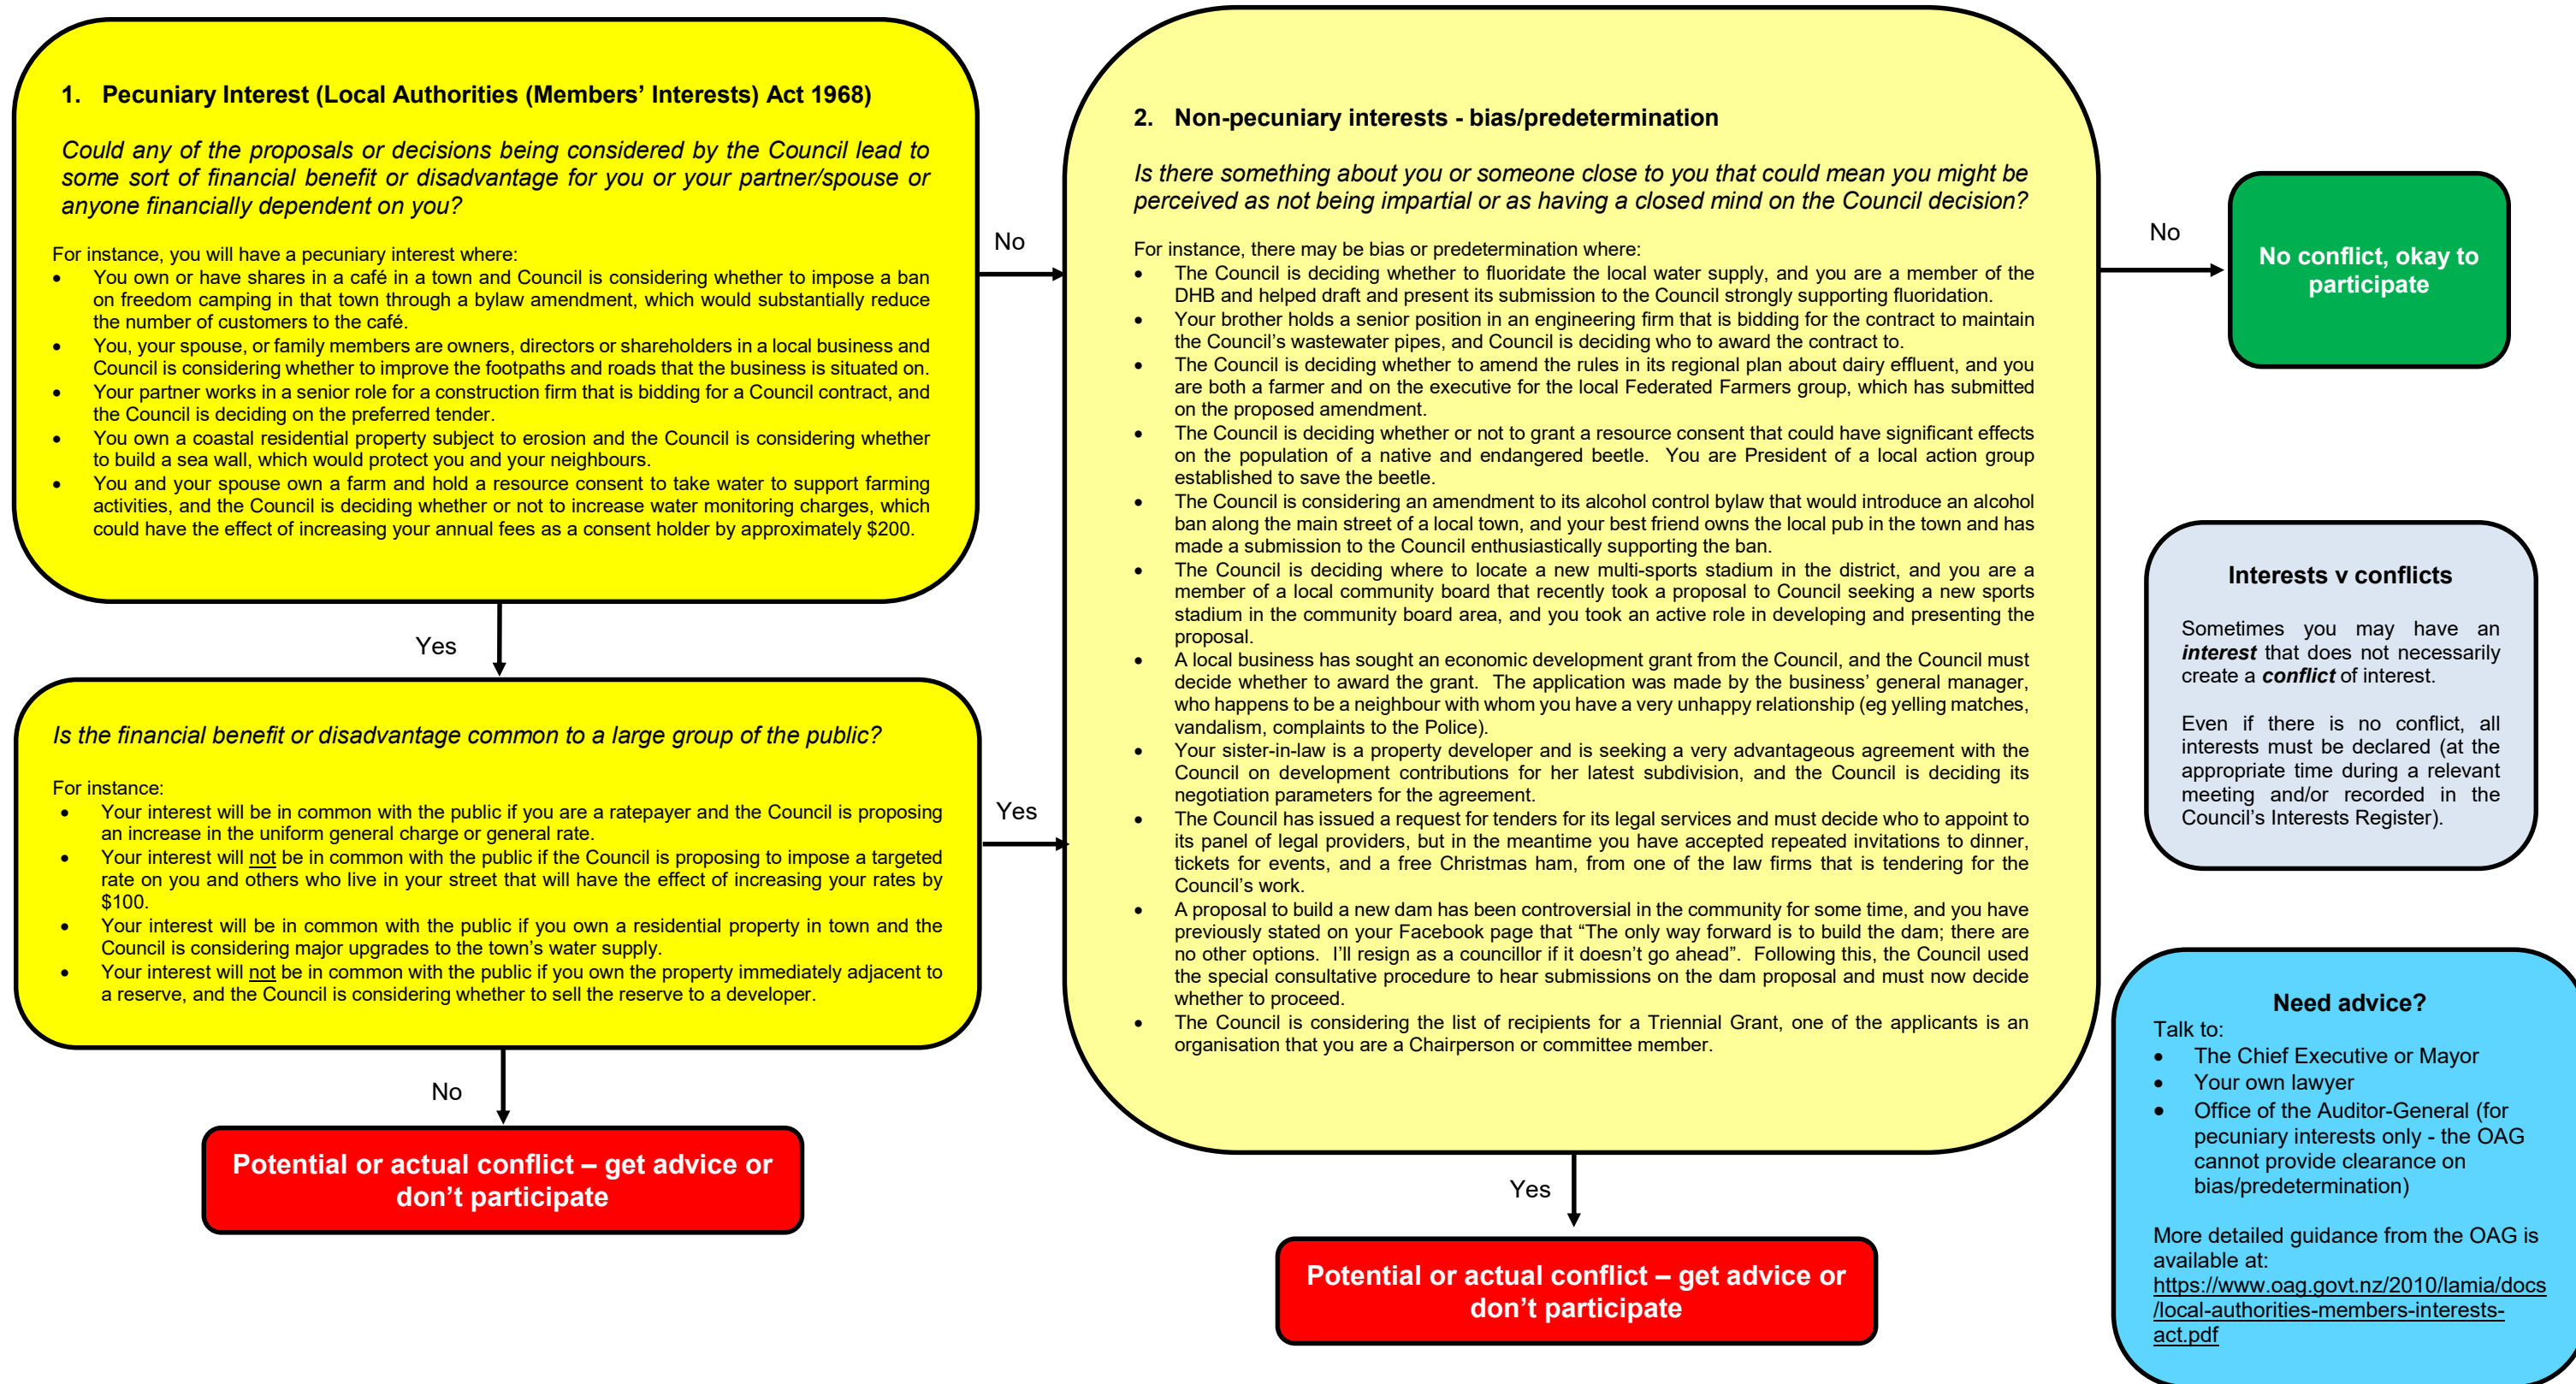 1. Pecuniary Interest (Local Authorities (Members’ Interests) Act 1968)
Could any of the proposals or decisions being considered by the Council lead to
some sort of financial benefit or disadvantage for you or your partner/spouse or
anyone financially dependent on you?
For instance, you will have a pecuniary interest where:
• You own or have shares in a café in a town and Council is considering whether to impose a ban
on freedom camping in that town through a bylaw amendment, which would substantially reduce
the number of customers to the café.
• You, your spouse, or family members are owners, directors or shareholders in a local business and
Council is considering whether to improve the footpaths and roads that the business is situated on.
• Your partner works in a senior role for a construction firm that is bidding for a Council contract, and
the Council is deciding on the preferred tender.
• You own a coastal residential property subject to erosion and the Council is considering whether
to build a sea wall, which would protect you and your neighbours.
• You and your spouse own a farm and hold a resource consent to take water to support farming
activities, and the Council is deciding whether or not to increase water monitoring charges, which
could have the effect of increasing your annual fees as a consent holder by approximately $200.
No
Yes
Is the financial benefit or disadvantage common to a large group of the public?
For instance:
• Your interest will be in common with the public if you are a ratepayer and the Council is proposing
an increase in the uniform general charge or general rate.
• Your interest will not be in common with the public if the Council is proposing to impose a targeted
rate on you and others who live in your street that will have the effect of increasing your rates by
$100.
• Your interest will be in common with the public if you own a residential property in town and the
Council is considering major upgrades to the town’s water supply.
• Your interest will not be in common with the public if you own the property immediately adjacent to
a reserve, and the Council is considering whether to sell the reserve to a developer.
Yes
No
Potential or actual conflict – get advice or
don’t participate
2. Non-pecuniary interests - bias/predetermination
Is there something about you or someone close to you that could mean you might be
perceived as not being impartial or as having a closed mind on the Council decision?
For instance, there may be bias or predetermination where:
• The Council is deciding whether to fluoridate the local water supply, and you are a member of the
DHB and helped draft and present its submission to the Council strongly supporting fluoridation.
• Your brother holds a senior position in an engineering firm that is bidding for the contract to maintain
the Council’s wastewater pipes, and Council is deciding who to award the contract to.
• The Council is deciding whether to amend the rules in its regional plan about dairy effluent, and you
are both a farmer and on the executive for the local Federated Farmers group, which has submitted
on the proposed amendment.
• The Council is deciding whether or not to grant a resource consent that could have significant effects
on the population of a native and endangered beetle. You are President of a local action group
established to save the beetle.
• The Council is considering an amendment to its alcohol control bylaw that would introduce an alcohol
ban along the main street of a local town, and your best friend owns the local pub in the town and has
made a submission to the Council enthusiastically supporting the ban.
• The Council is deciding where to locate a new multi-sports stadium in the district, and you are a
member of a local community board that recently took a proposal to Council seeking a new sports
stadium in the community board area, and you took an active role in developing and presenting the
proposal.
• A local business has sought an economic development grant from the Council, and the Council must
decide whether to award the grant. The application was made by the business’ general manager,
who happens to be a neighbour with whom you have a very unhappy relationship (eg yelling matches,
vandalism, complaints to the Police).
• Your sister-in-law is a property developer and is seeking a very advantageous agreement with the
Council on development contributions for her latest subdivision, and the Council is deciding its
negotiation parameters for the agreement.
• The Council has issued a request for tenders for its legal services and must decide who to appoint to
its panel of legal providers, but in the meantime you have accepted repeated invitations to dinner,
tickets for events, and a free Christmas ham, from one of the law firms that is tendering for the
Council’s work.
• A proposal to build a new dam has been controversial in the community for some time, and you have
previously stated on your Facebook page that “The only way forward is to build the dam; there are
no other options. I’ll resign as a councillor if it doesn’t go ahead”. Following this, the Council used
the special consultative procedure to hear submissions on the dam proposal and must now decide
whether to proceed.
• The Council is considering the list of recipients for a Triennial Grant, one of the applicants is an
organisation that you are a Chairperson or committee member.
Yes
Potential or actual conflict – get advice or
don’t participate
No
No conflict, okay to
participate
Interests v conflicts
Sometimes you may have an
interest that does not necessarily
create a conflict of interest.
Even if there is no conflict, all
interests must be declared (at the
appropriate time during a relevant
meeting and/or recorded in the
Council’s Interests Register).
Need advice?
Talk to:
• The Chief Executive or Mayor
• Your own lawyer
• Office of the Auditor-General (for
pecuniary interests only - the OAG
cannot provide clearance on
bias/predetermination)
More detailed guidance from the OAG is
available at:
https://www.oag.govt.nz/2010/lamia/docs
/local-authorities-members-interests-
act.pdf